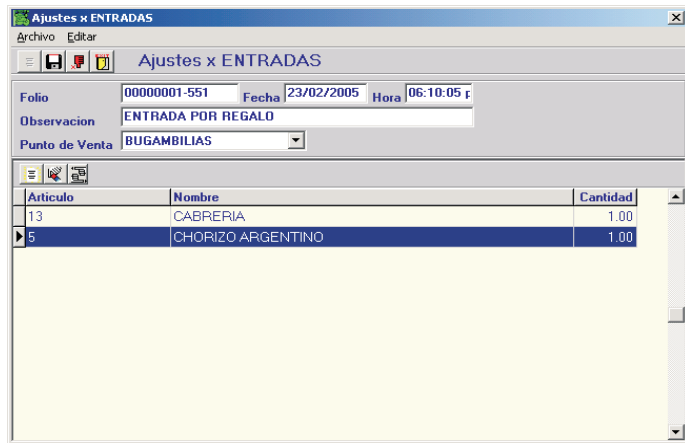 Ajustes x ENTRADAS
Archivo Editar
Ajustes x ENTRADAS
Folio 00000001-551 Fecha 23/02/2005 Hora 06:10:05 p
Observacion ENTRADA POR REGALO
Punto de Venta BUGAMBILIAS
Articulo Nombre Cantidad
13 CABRERIA 1.00
5 CHORIZO ARGENTINO 1.00